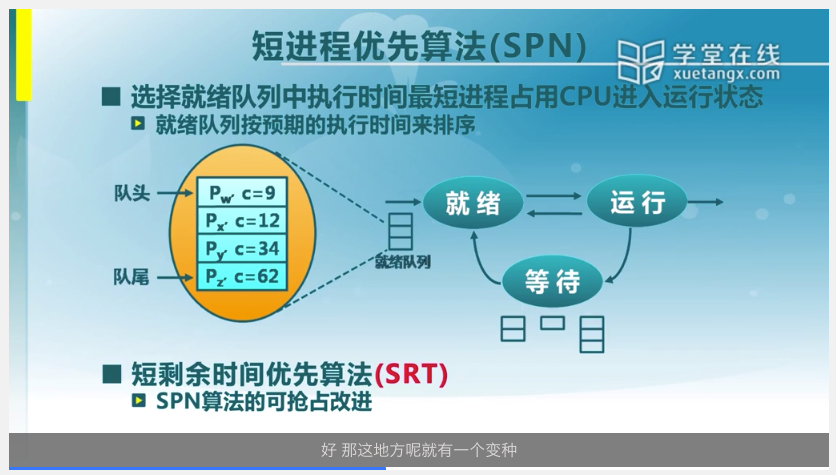 短进程优先算法(SPN)
学堂在线
xuetangx.com
选择就绪队列中执行时间最短进程占用CPU进入运行状态
就绪队列按预期的执行时间来排序
队头
Pw, c=9
Px, c=12
Py, c=34
队尾
Pz, c=62
就绪队列
就绪
运行
等待
短剩余时间优先算法(SRT)
SPN算法的可抢占改进
好 那这地方呢就有一个变种